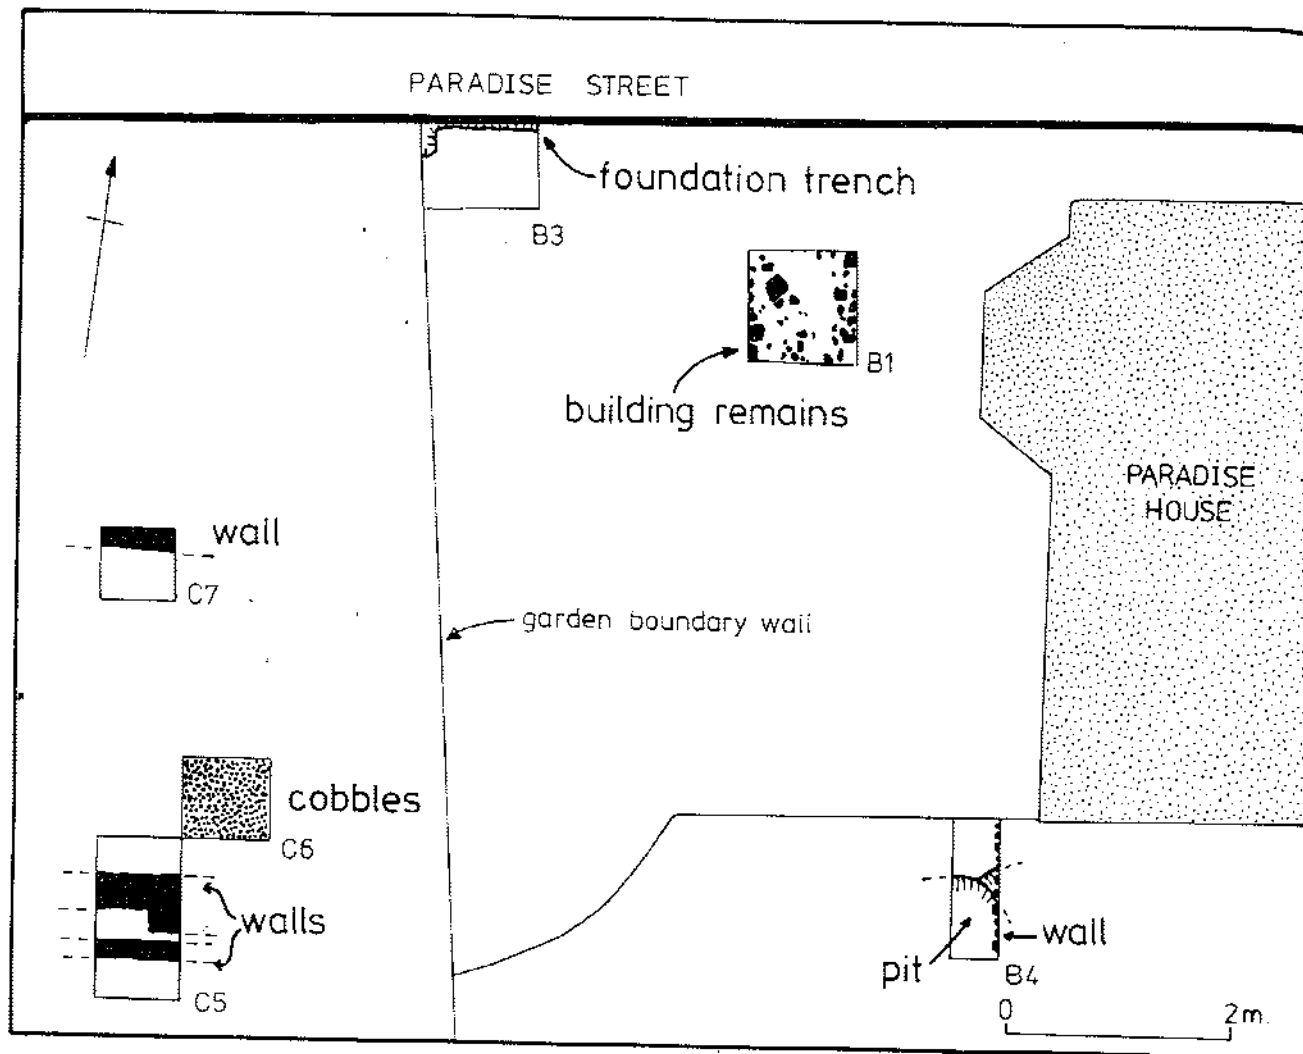 PARADISE STREET
foundation trench
B3
B1
building remains
PARADISE
HOUSE
wall
C7
garden boundary wall
cobbles
C6
walls
C5
wall
pit
B4
0 2m.